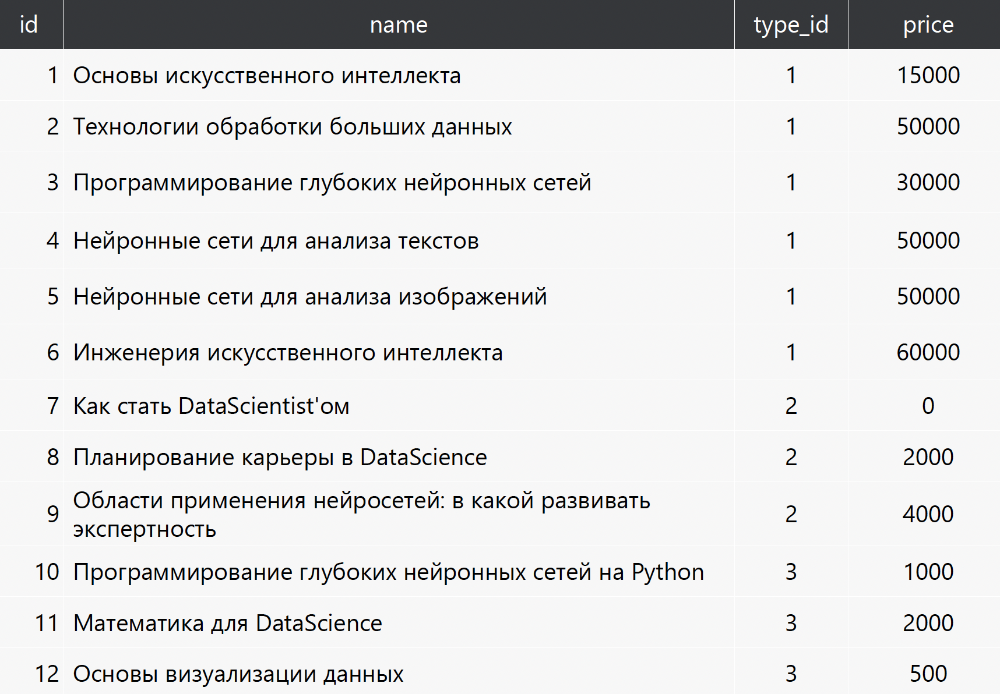 id name type_id price
1 Основы искусственного интеллекта 1 15000
2 Технологии обработки больших данных 1 50000
3 Программирование глубоких нейронных сетей 1 30000
4 Нейронные сети для анализа текстов 1 50000
5 Нейронные сети для анализа изображений 1 50000
6 Инженерия искусственного интеллекта 1 60000
7 Как стать DataScientist'ом 2 0
8 Планирование карьеры в DataScience 2 2000
9 Области применения нейросетей: в какой развивать
экспертность 2 4000
10 Программирование глубоких нейронных сетей на Python 3 1000
11 Математика для DataScience 3 2000
12 Основы визуализации данных 3 500